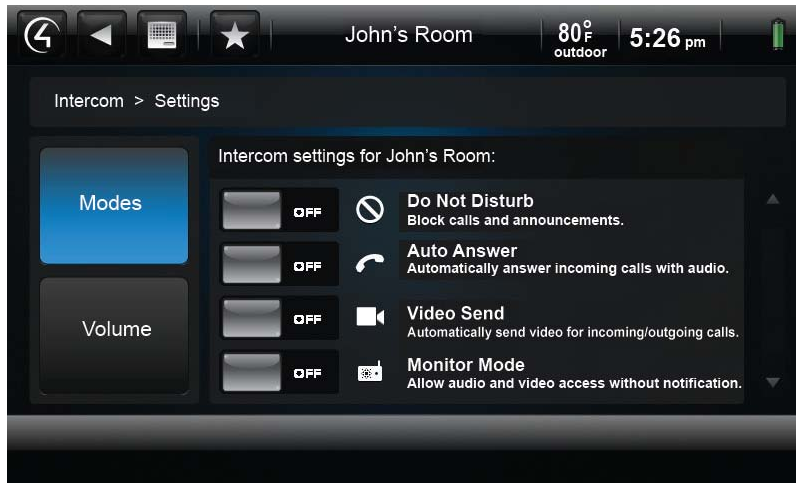 John's Room
80°F
outdoor
5:26 pm
Intercom > Settings
Modes
Volume
Intercom settings for John's Room:
OFF
Do Not Disturb
Block calls and announcements.
OFF
Auto Answer
Automatically answer incoming calls with audio.
OFF
Video Send
Automatically send video for incoming/outgoing calls.
OFF
Monitor Mode
Allow audio and video access without notification.